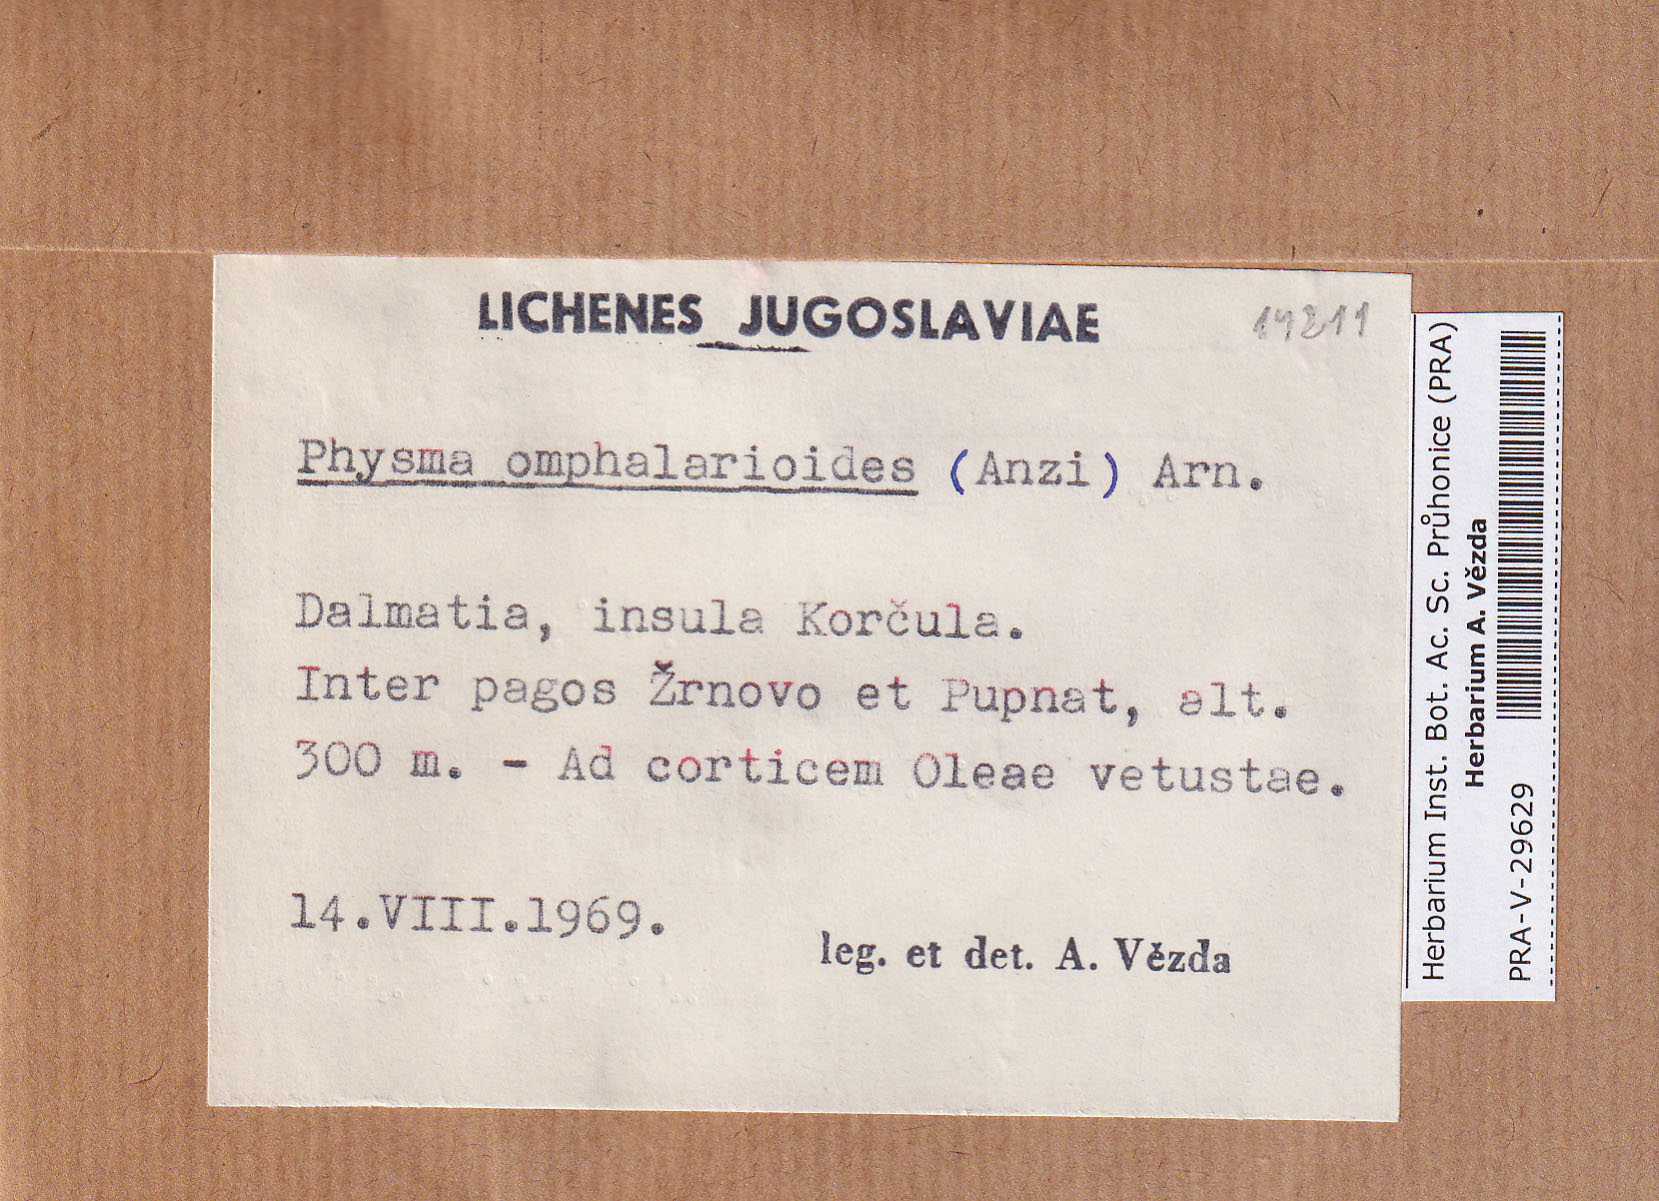 LICHENES JUGOSLAVIAE
14211
Physma omphalarioides (Anzi) Arn.
Dalmatia, insula Korčula.
Inter pagos Žrnovo et Pupnat, alt.
300 m. - Ad corticem Oleae vetustae.
14.VIII.1969.
leg. et det. A. Vězda
Herbarium Inst. Bot. Ac. Sc. Průhonice (PRA)
Herbarium A. Vězda
PRA-V-29629